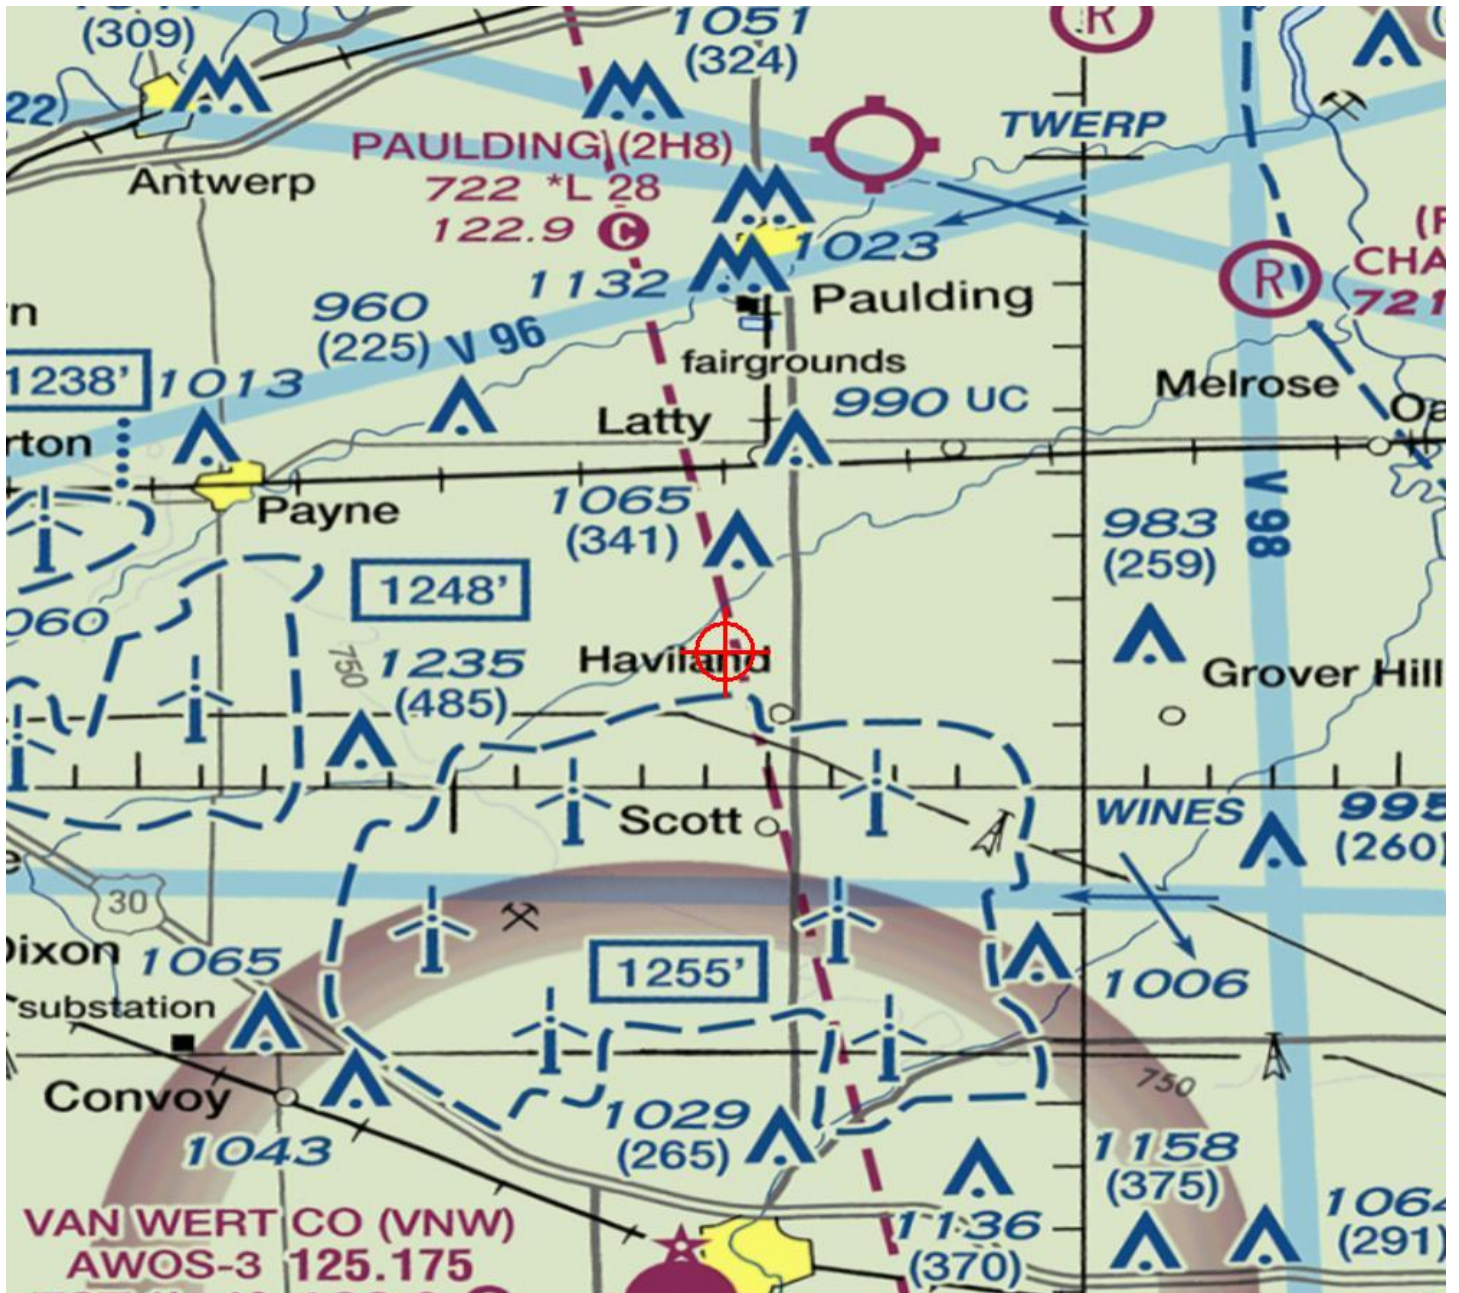 (309)
1051
(324)
R
22)
TWERP
PAULDING (2H8)
722 *L 28
122.9 C
Antwerp
1023
1132
Paulding
R
CHA
721
960
(225)
V 96
fairgrounds
1238'
1013
Latty
990 UC
Melrose
Oa
rton
Payne
1065
(341)
983
(259)
V 98
1248'
060
750
1235
(485)
Haviland
Grover Hill
Scott
WINES
995
(260)
30
Dixon
1065
1255'
1006
substation
Convoy
1029
(265)
750
1043
1158
(375)
VAN WERT CO (VNW)
AWOS-3 125.175
1136
(370)
1064
(291)